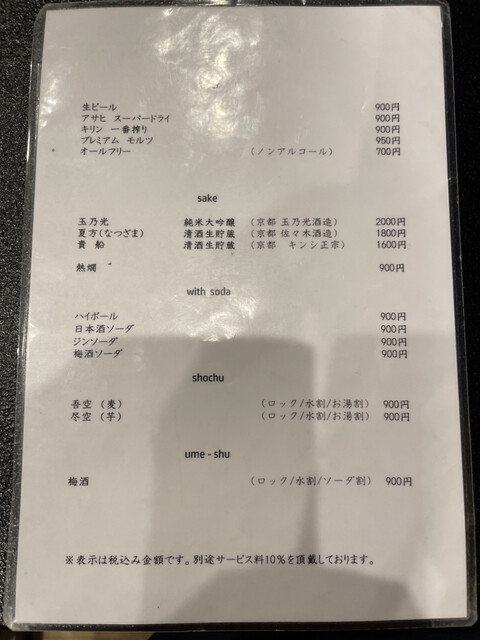 生ビール 900円
アサヒ スーパードライ 900円
キリン 一番搾り 900円
プレミアム モルツ 950円
オールフリー (ノンアルコール) 700円
sake
玉乃光 純米大吟醸 (京都 玉乃光酒造) 2000円
夏方(なつざま) 清酒生貯蔵 (京都 佐々木酒造) 1800円
貴船 清酒生貯蔵 (京都 キンシ正宗) 1600円
熱燗 900円
with soda
ハイボール 900円
日本酒ソーダ 900円
ジンソーダ 900円
梅酒ソーダ 900円
shochu
吾空 (麦) (ロック/水割/お湯割) 900円
尽空 (芋) (ロック/水割/お湯割) 900円
ume - shu
梅酒 (ロック/水割/ソーダ割) 900円
※表示は税込み金額です。別途サービス料10%を頂戴しております。